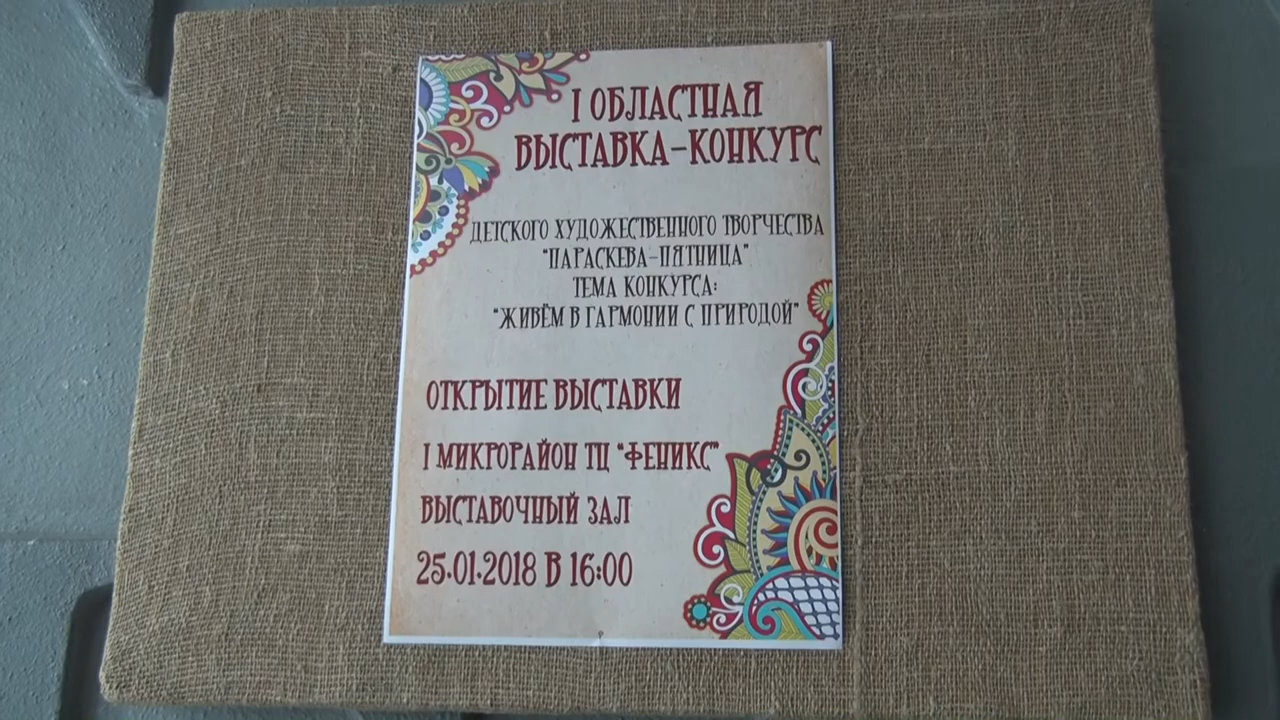 I ОБЛАСТНАЯ
ВЫСТАВКА-КОНКУРС
ДЕТСКОГО ХУДОЖЕСТВЕННОГО ТВОРЧЕСТВА
"ПАРАСКЕВА-ПЯТНИЦА"
ТЕМА КОНКУРСА:
"ЖИВЁМ В ГАРМОНИИ С ПРИРОДОЙ"
ОТКРЫТИЕ ВЫСТАВКИ
1 МИКРОРАЙОН ТЦ "ФЕНИКС"
ВЫСТАВОЧНЫЙ ЗАЛ
25.01.2018 В 16:00